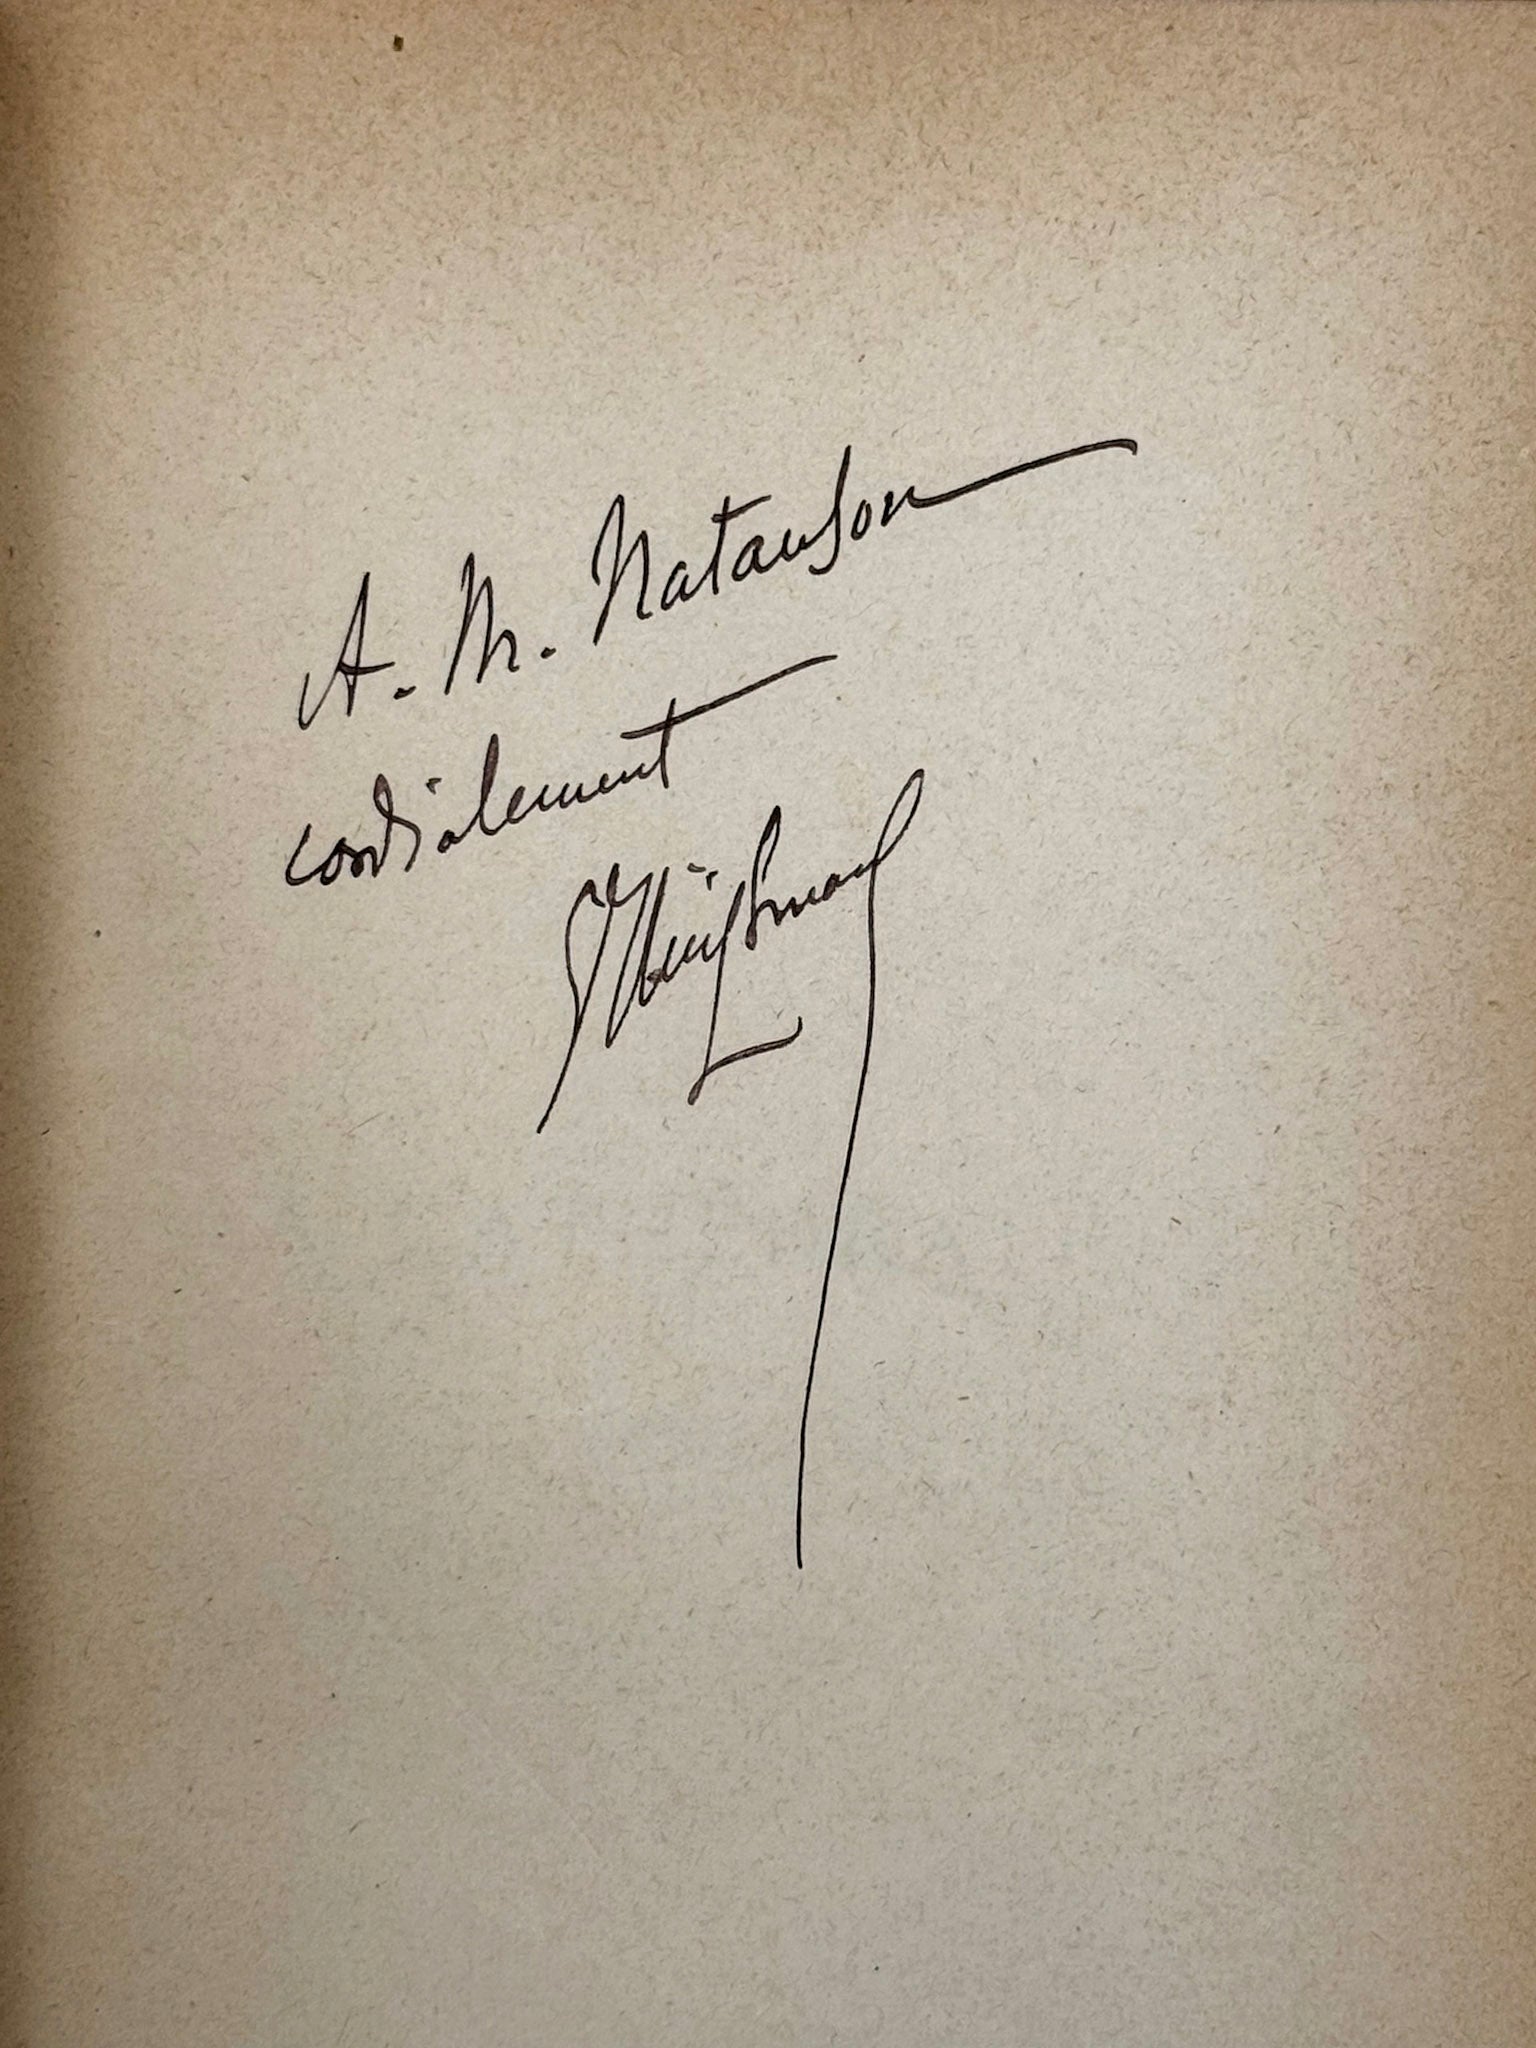 A. M. Natanson
cordialement